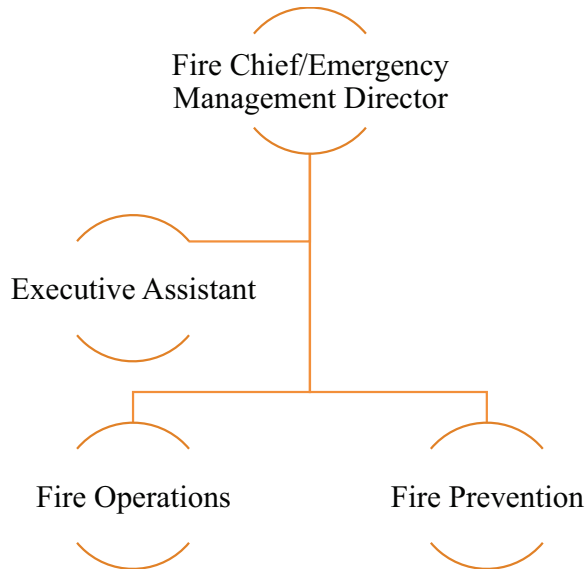 Fire Chief/Emergency
Management Director
Executive Assistant
Fire Operations
Fire Prevention